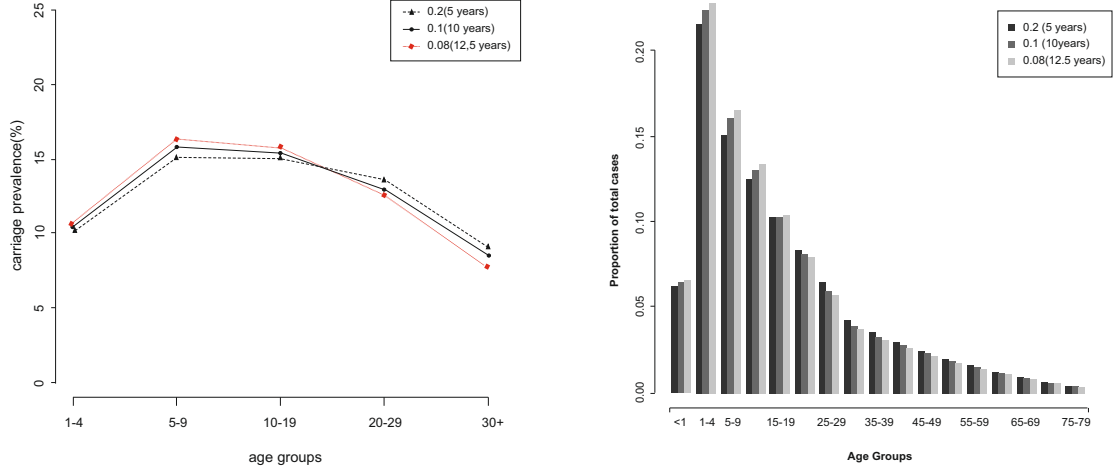 25
20
15
10
5
0
carriage prevalence(%)
0.2(5 years)
0.1(10 years)
0.08(12,5 years)
1-4 5-9 10-19 20-29 30+
age groups
0.20
0.15
0.10
0.05
0.00
Proportion of total cases
0.2 (5 years)
0.1 (10years)
0.08(12.5 years)
<1 1-4 5-9 15-19 25-29 35-39 45-49 55-59 65-69 75-79
Age Groups